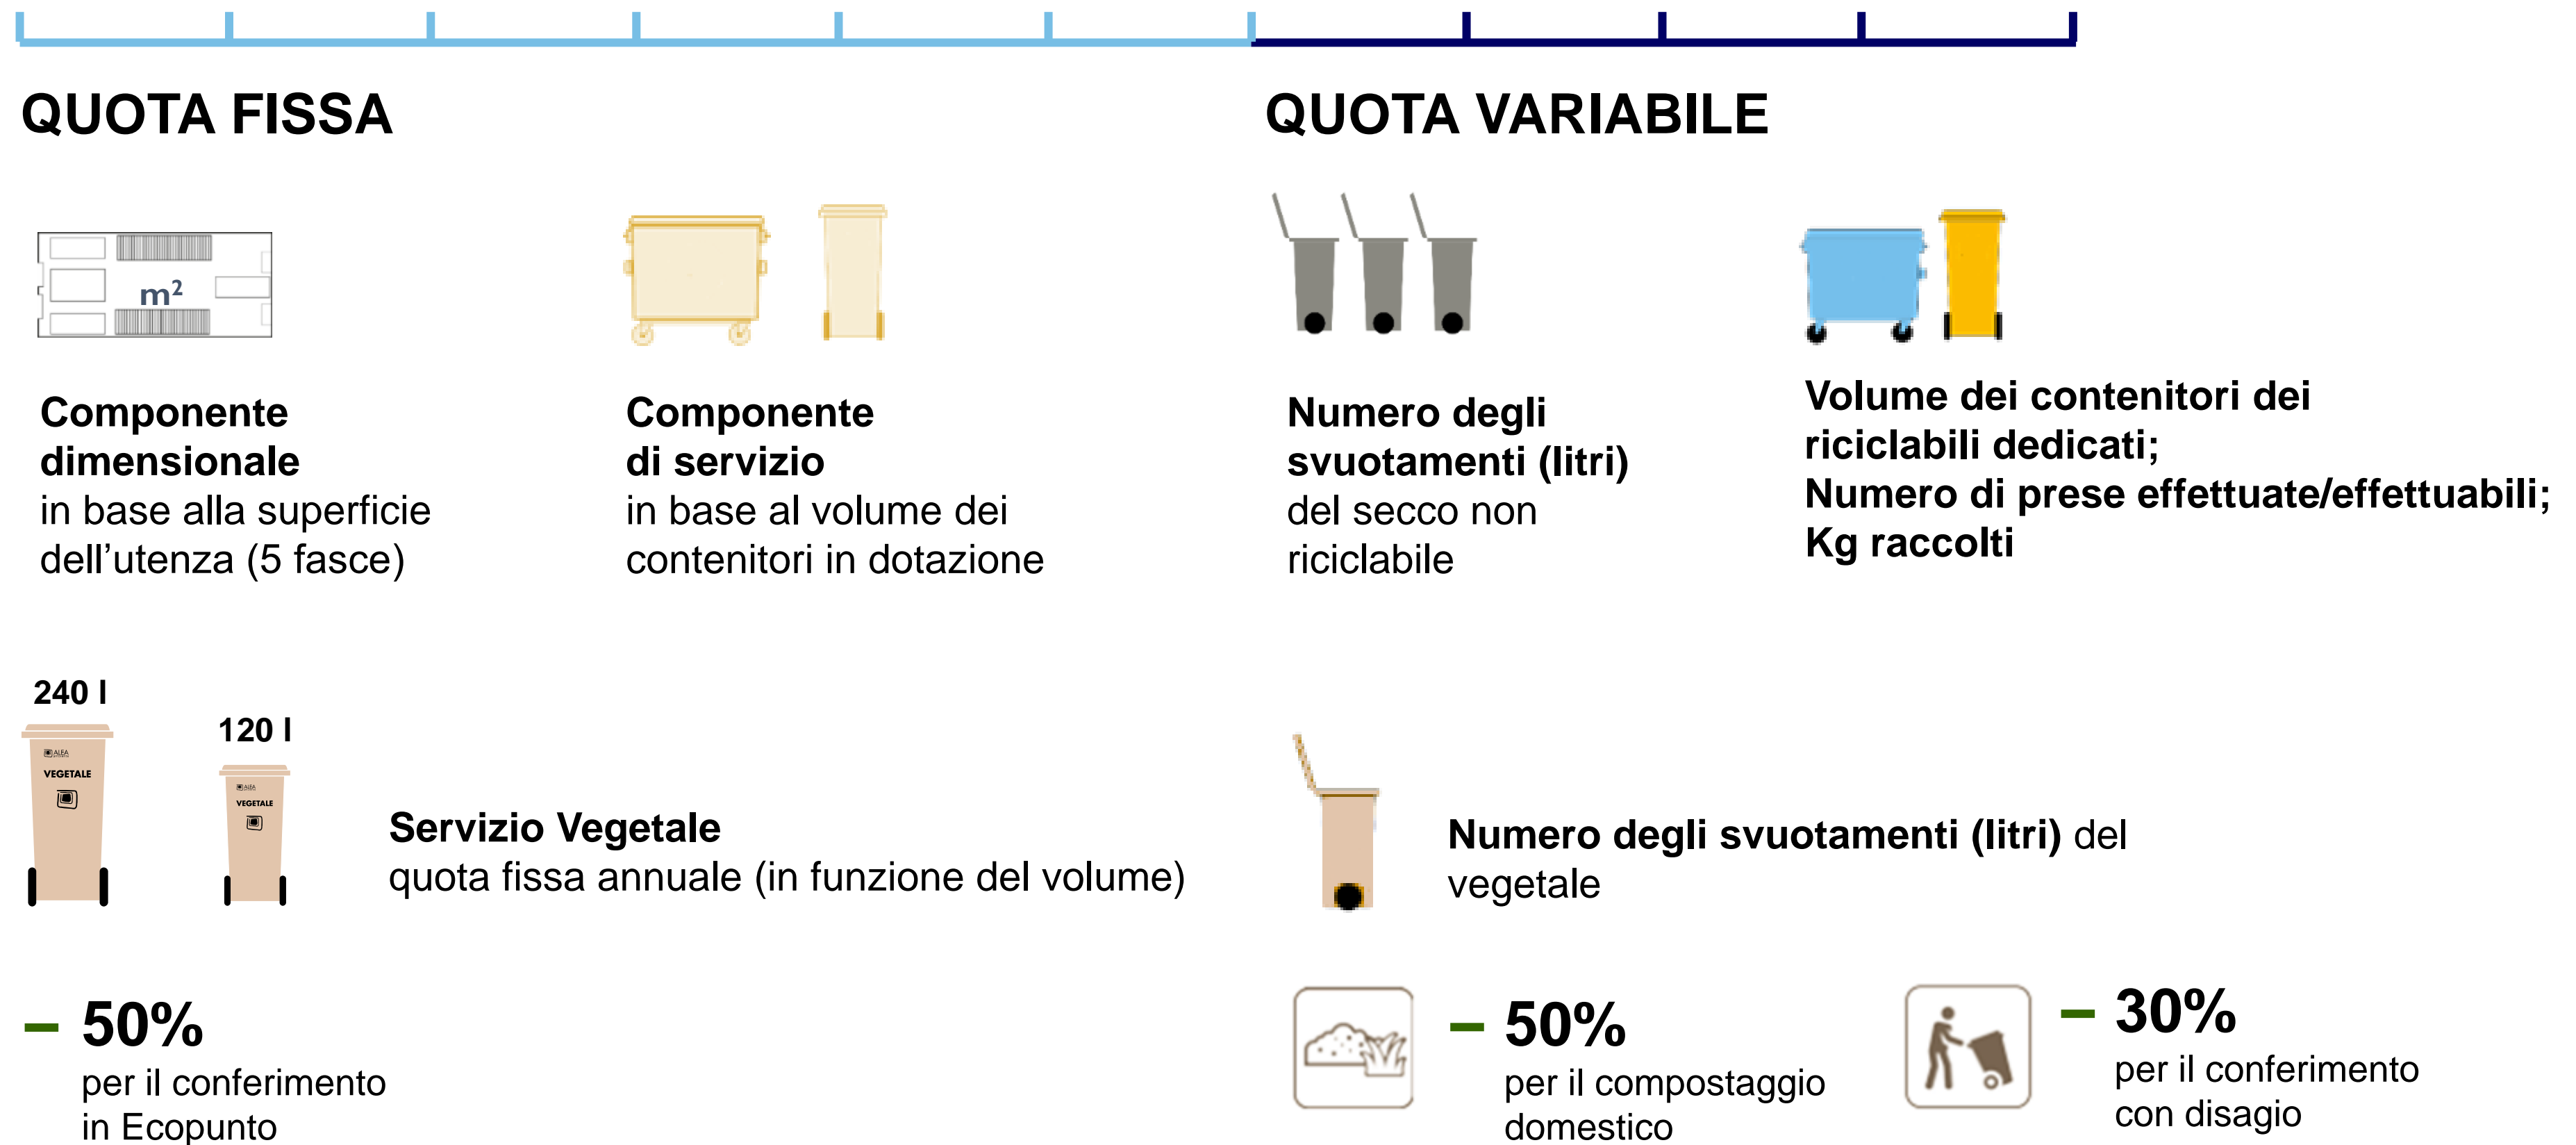 QUOTA FISSA
QUOTA VARIABILE
m²
Componente
dimensionale
in base alla superficie
dell’utenza (5 fasce)
Componente
di servizio
in base al volume dei
contenitori in dotazione
Numero degli
svuotamenti (litri)
del secco non
riciclabile
Volume dei contenitori dei
riciclabili dedicati;
Numero di prese effettuate/effettuabili;
Kg raccolti
240 l
ALEA
VEGETALE
120 l
ALEA
VEGETALE
Servizio Vegetale
quota fissa annuale (in funzione del volume)
Numero degli svuotamenti (litri) del
vegetale
– 50%
per il conferimento
in Ecopunto
– 50%
per il compostaggio
domestico
– 30%
per il conferimento
con disagio